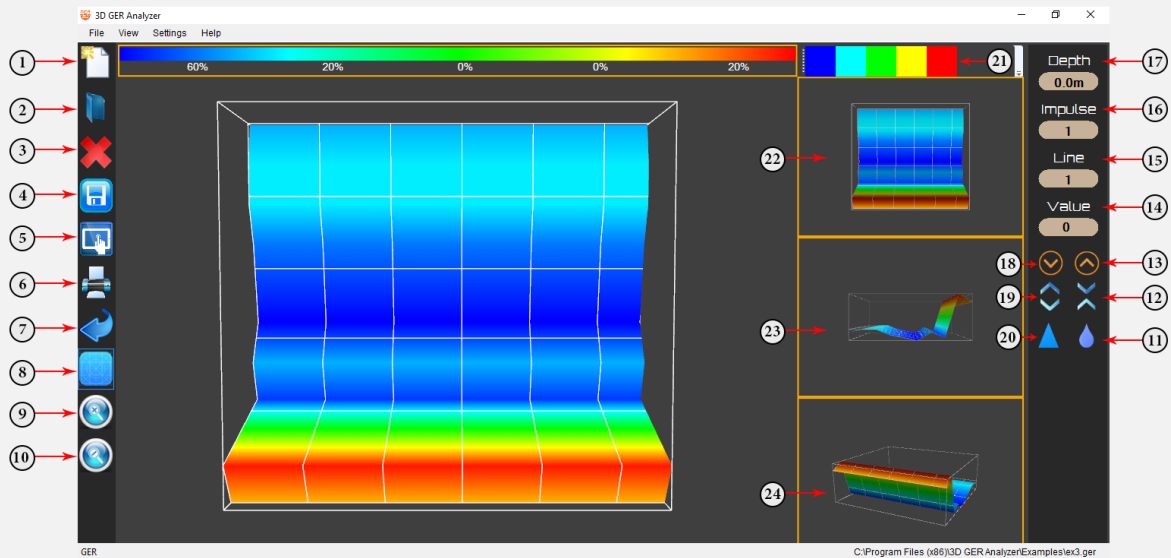 3D GER Analyzer
File View Settings Help
60% 20% 0% 0% 20%
1
2
3
4
5
6
7
8
9
10
21
22
23
24
Depth
0.0m
17
Impulse
1
16
Line
1
15
Value
0
14
18
13
19
12
20
11
GER
C:\Program Files (x86)\3D GER Analyzer\Examples\ex3.ger